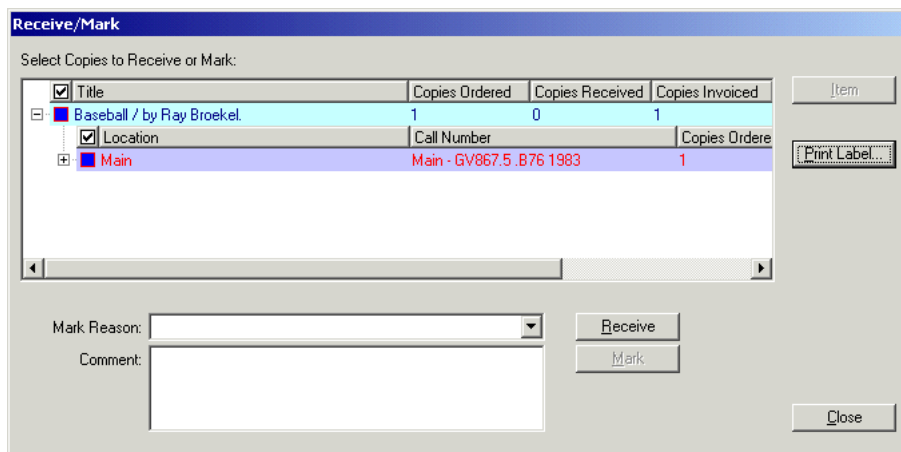 Receive/Mark
Select Copies to Receive or Mark:
Title Copies Ordered Copies Received Copies Invoiced
Item
Baseball / by Ray Broekel. 1 0 1
Location Call Number Copies Ordere
Main Main - GV867.5 .B76 1983 1
Print Label...
Mark Reason: Receive
Comment: Mark
Close